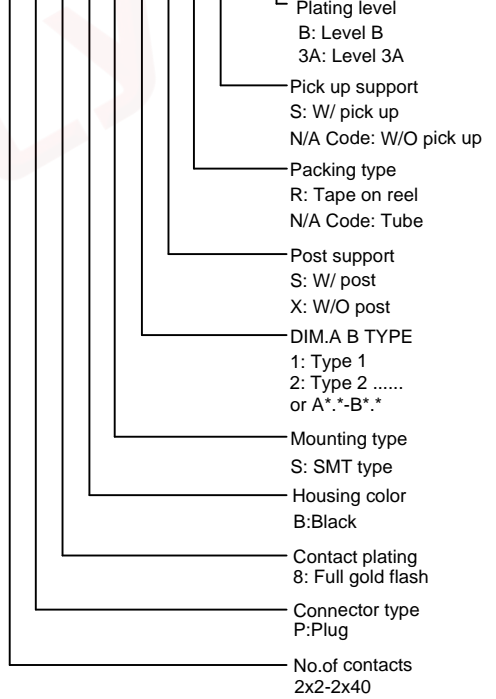 Plating level
B: Level B
3A: Level 3A
Pick up support
S: W/ pick up
N/A Code: W/O pick up
Packing type
R: Tape on reel
N/A Code: Tube
Post support
S: W/ post
X: W/O post
DIM.A B TYPE
1: Type 1
2: Type 2 ......
or A*.*-B*.*
Mounting type
S: SMT type
Housing color
B:Black
Contact plating
8: Full gold flash
Connector type
P:Plug
No.of contacts
2x2-2x40